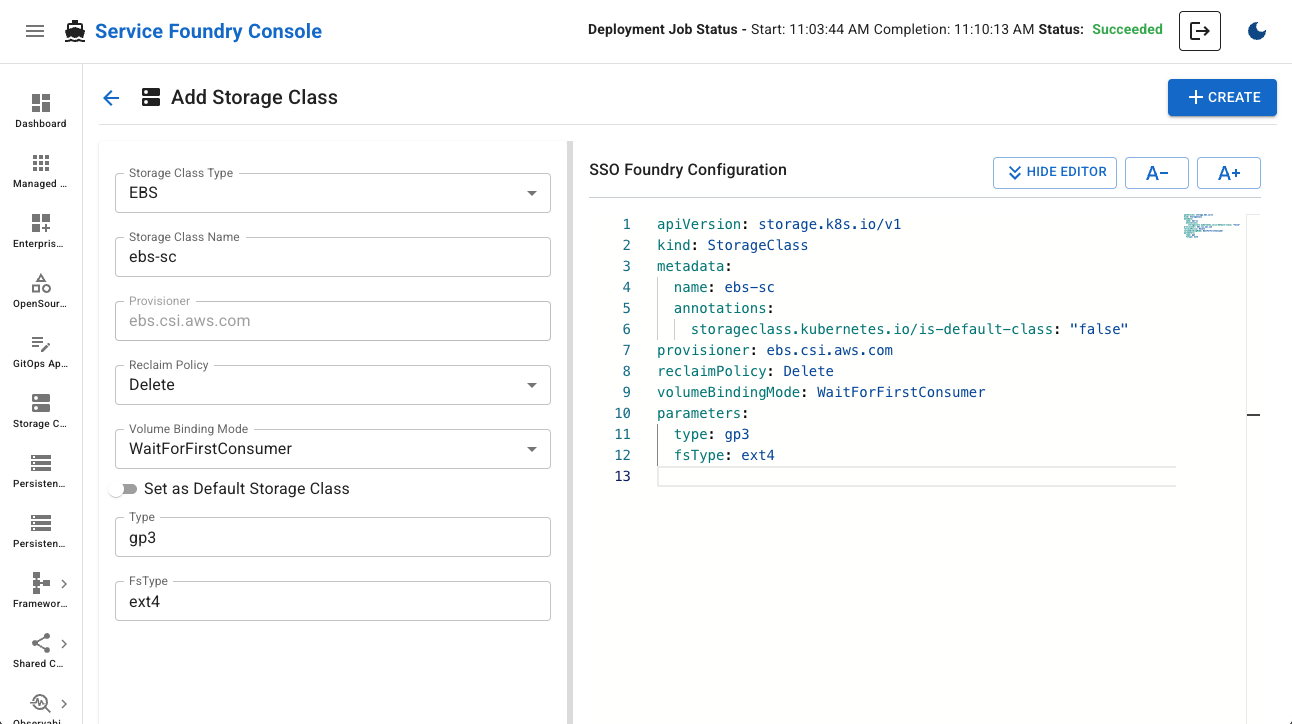 Service Foundry Console
Deployment Job Status - Start: 11:03:44 AM Completion: 11:10:13 AM Status: Succeeded
Dashboard
Managed ...
Enterpris...
OpenSour...
GitOps Ap...
Storage C...
Persisten...
Persisten...
Framewor...
Shared C...
Observabi...
Add Storage Class
CREATE
Storage Class Type
EBS
Storage Class Name
ebs-sc
Provisioner
ebs.csi.aws.com
Reclaim Policy
Delete
Volume Binding Mode
WaitForFirstConsumer
Set as Default Storage Class
Type
gp3
FsType
ext4
SSO Foundry Configuration
HIDE EDITOR
A-
A+
1 apiVersion: storage.k8s.io/v1
2 kind: StorageClass
3 metadata:
4 name: ebs-sc
5 annotations:
6 storageclass.kubernetes.io/is-default-class: "false"
7 provisioner: ebs.csi.aws.com
8 reclaimPolicy: Delete
9 volumeBindingMode: WaitForFirstConsumer
10 parameters:
11 type: gp3
12 fsType: ext4
13